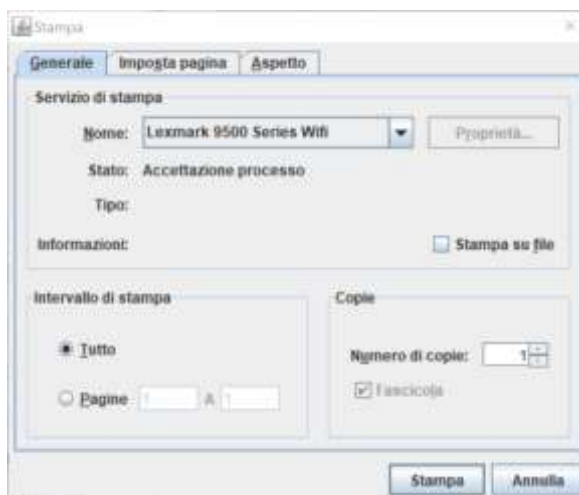 Stampa
Generale Imposta pagina Aspetto
Servizio di stampa
Nome: Lexmark 9500 Series Wifi Proprietà...
Stato: Accettazione processo
Tipo:
Informazioni: Stampa su file
Intervallo di stampa Copie
Tutto
Numero di copie: 1
Pagine 1 A 1
Fascicola
Stampa Annulla